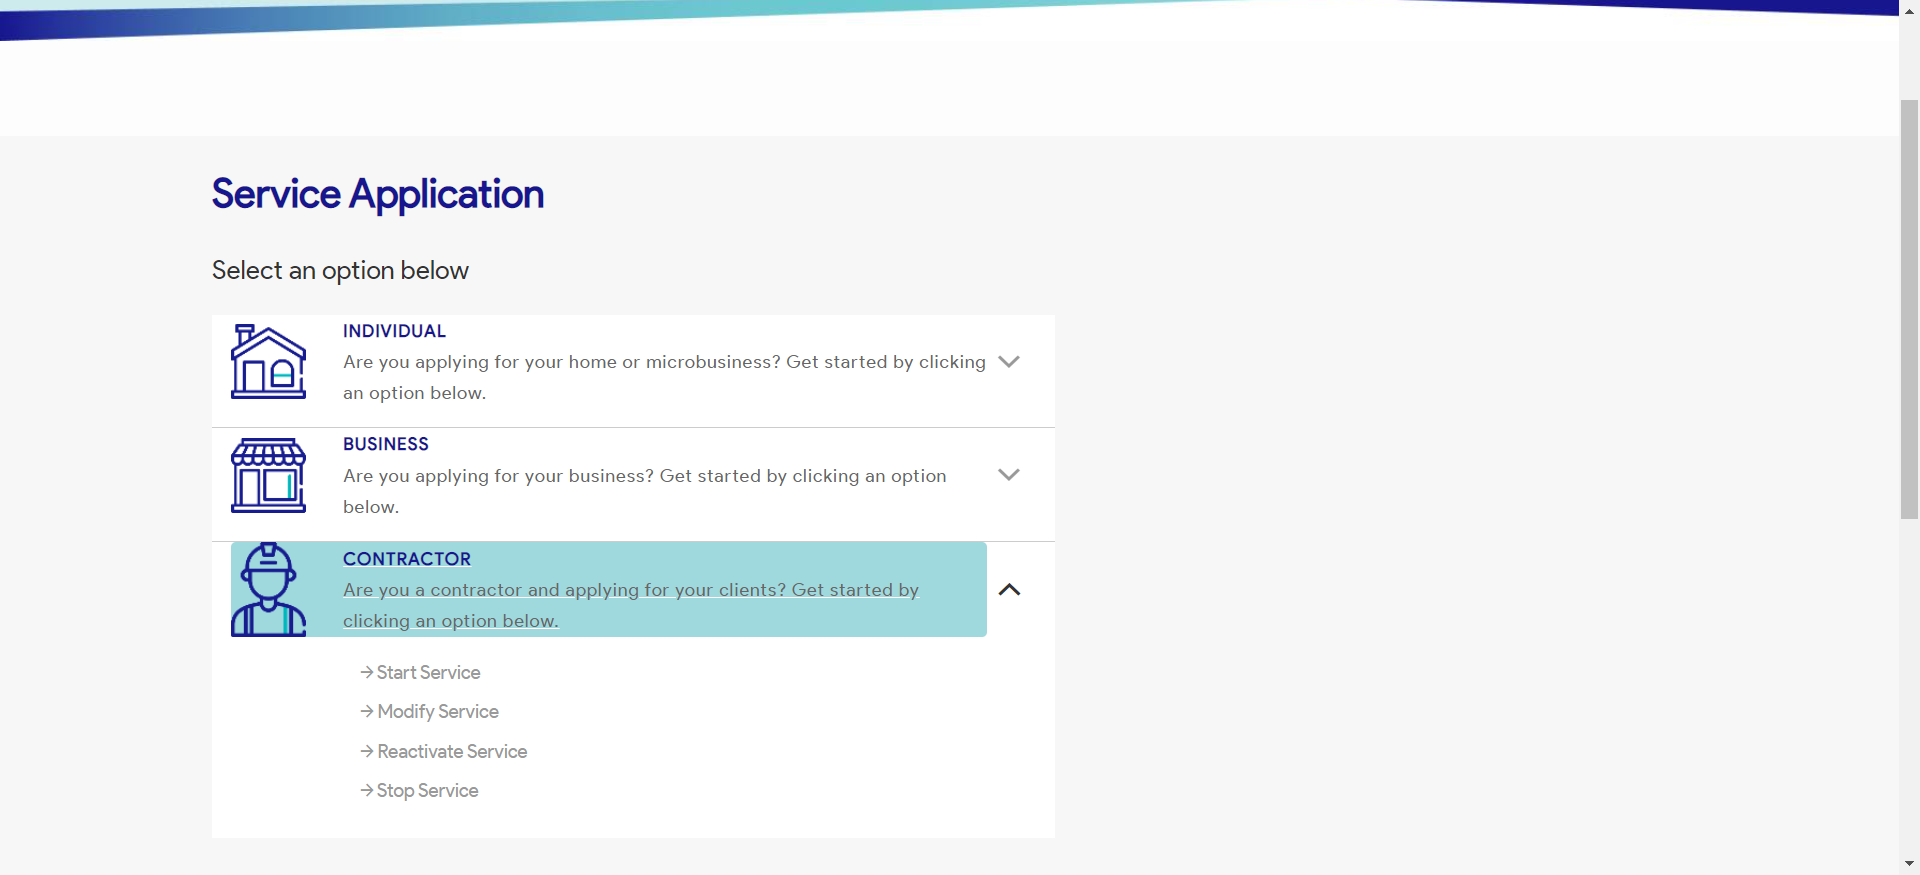 Service Application
Select an option below
INDIVIDUAL
Are you applying for your home or microbusiness? Get started by clicking
an option below.
BUSINESS
Are you applying for your business? Get started by clicking an option
below.
CONTRACTOR
Are you a contractor and applying for your clients? Get started by
clicking an option below.
→ Start Service
→ Modify Service
→ Reactivate Service
→ Stop Service